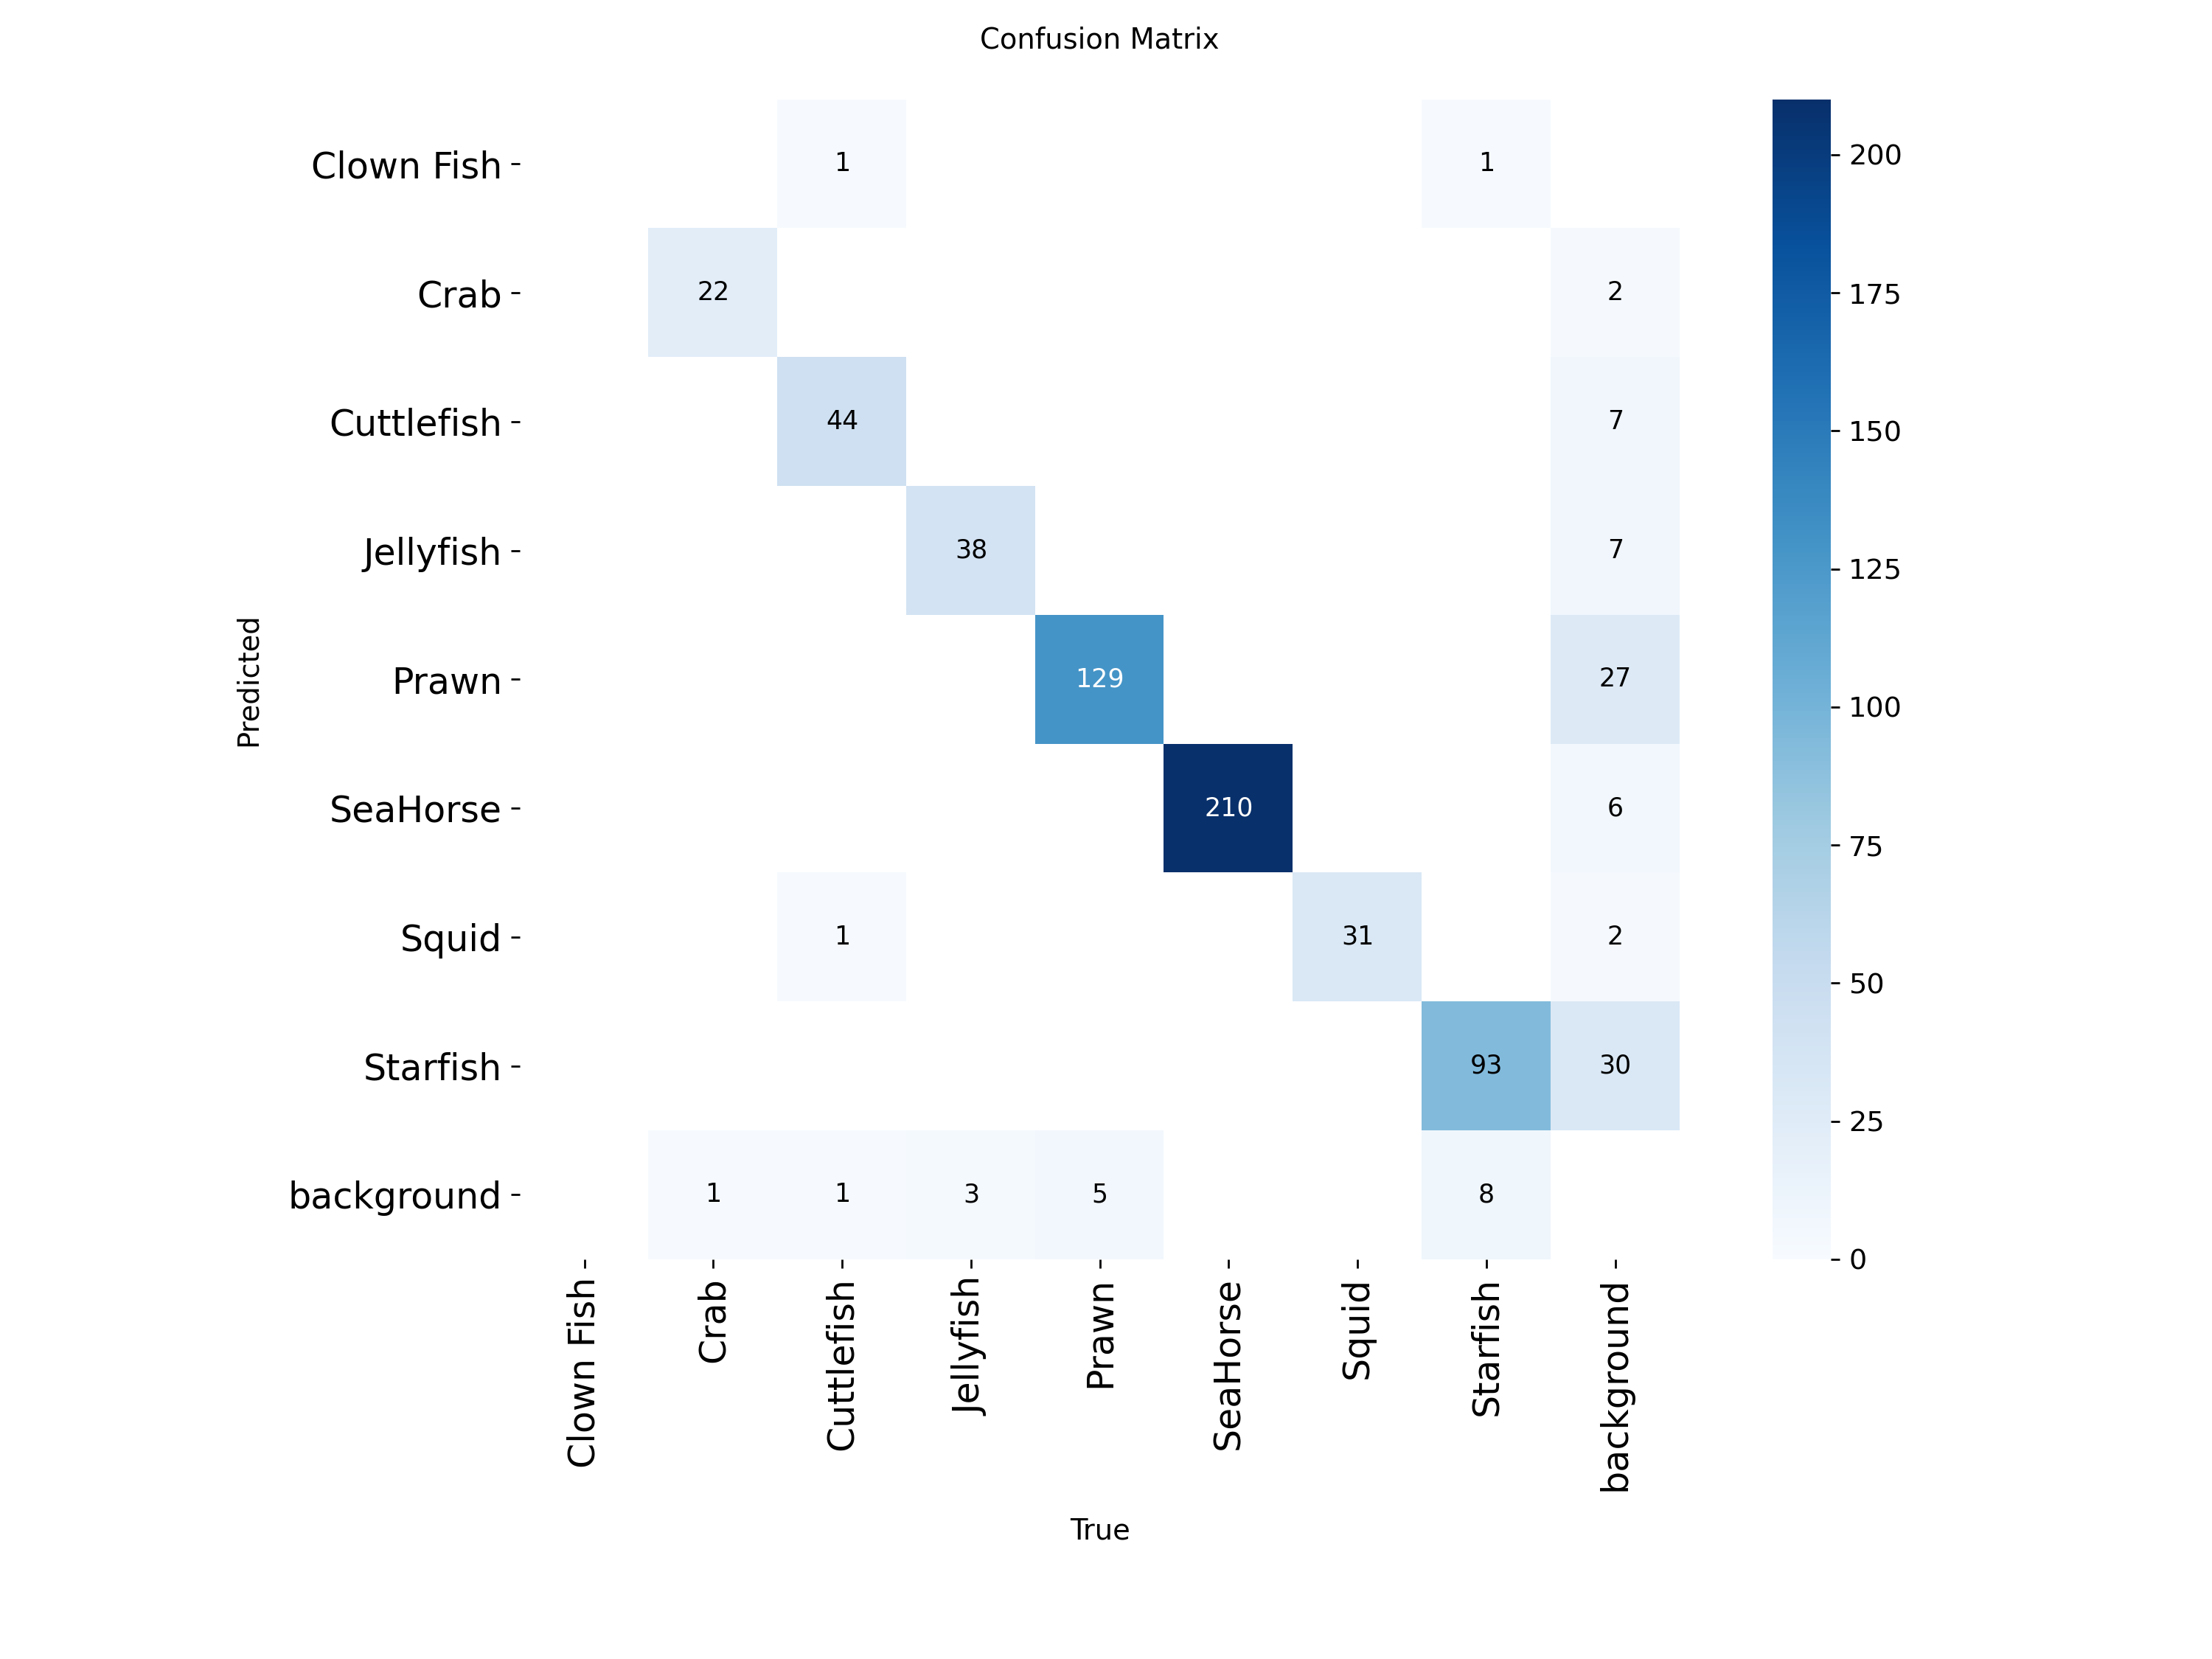 Confusion Matrix
Clown Fish
1
1
Crab
22
2
Cuttlefish
44
7
Jellyfish
38
7
Prawn
129
27
SeaHorse
210
6
Squid
1
31
2
Starfish
93
30
background
1
1
3
5
8
Predicted
Clown Fish
Crab
Cuttlefish
Jellyfish
Prawn
SeaHorse
Squid
Starfish
background
True
200
175
150
125
100
75
50
25
0